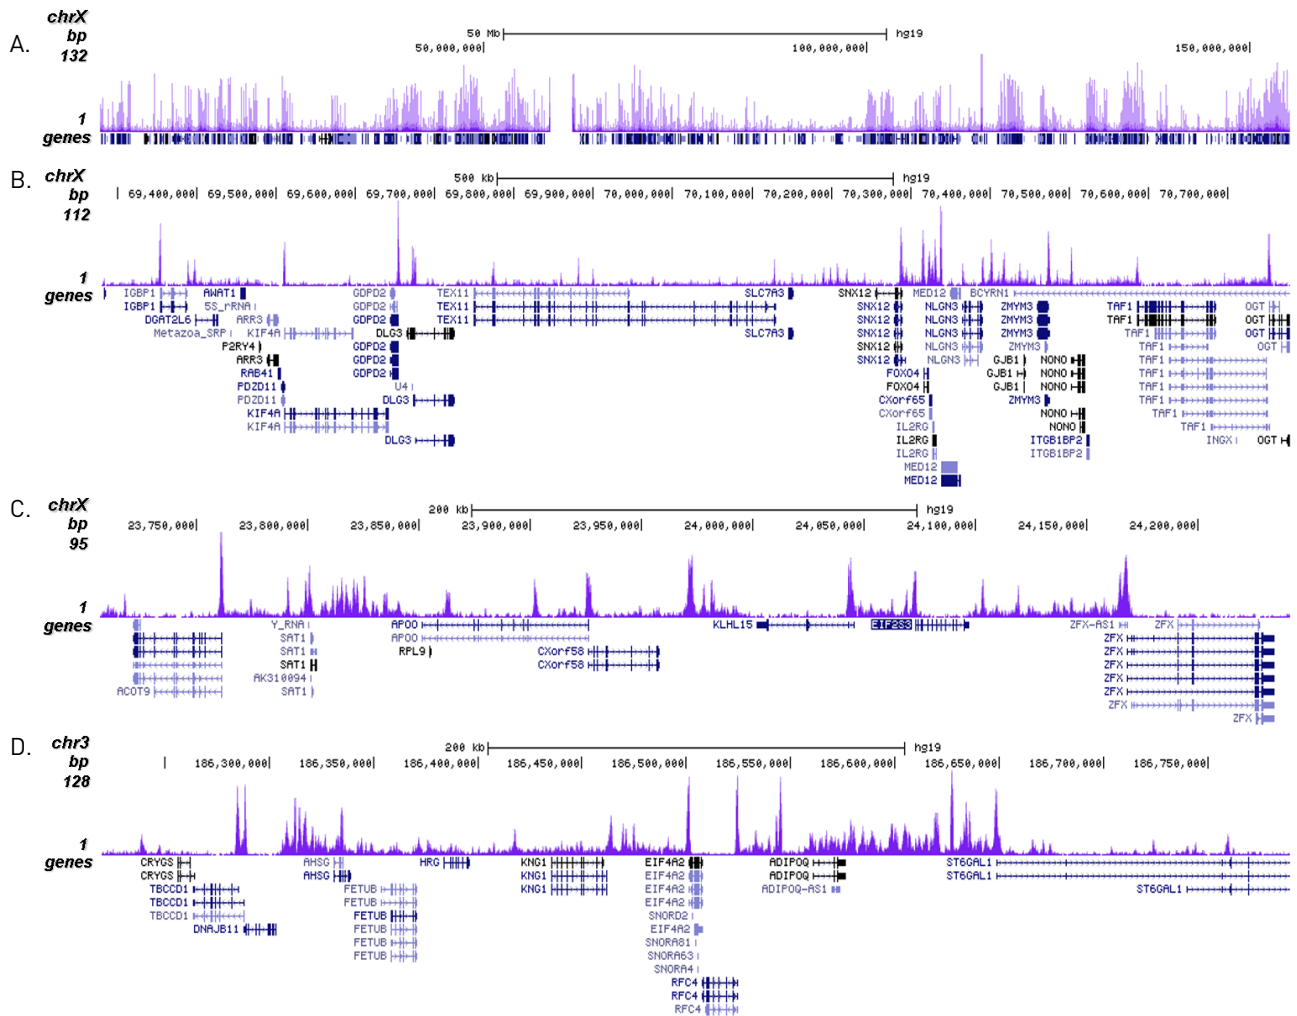 A.
chrX
bp
132
50 Mb hg19
50,000,000 100,000,000 150,000,000
1
genes
B.
chrX
bp
112
500 kb hg19
69,400,000 69,500,000 69,600,000 69,700,000 69,800,000 69,900,000 70,000,000 70,100,000 70,200,000 70,300,000 70,400,000 70,500,000 70,600,000 70,700,000
1
genes
IGBP1 AWAT1 GDPD2 TEX11 SLC7A3 SNX12 MED12 BCYRN1 OGT
IGBP1 5S_rRNA GDPD2 TEX11 SNX12 NLGN3 ZMYM3 TAF1
DGAT2L6 ARR3 GDPD2 TEX11 SNX12 NLGN3 ZMYM3 TAF1 OGT
Metazoa_SRP KIF4A DLG3 SLC7A3 SNX12 NLGN3 ZMYM3 TAF1 OGT
P2RY4 GDPD2 SNX12 NLGN3 ZMYM3 TAF1 OGT
ARR3 GDPD2 SNX12 NLGN3 GJB1 NONO TAF1
RAB41 GDPD2 FOXO4 GJB1 NONO TAF1
PDZD11 U4 FOXO4 GJB1 NONO TAF1
PDZD11 DLG3 CXorf65 ZMYM3 TAF1
KIF4A CXorf65 NONO TAF1
KIF4A IL2RG NONO TAF1
DLG3 IL2RG ITGB1BP2 INGX OGT
IL2RG ITGB1BP2
MED12
MED12
C.
chrX
bp
95
200 kb hg19
23,750,000 23,800,000 23,850,000 23,900,000 23,950,000 24,000,000 24,050,000 24,100,000 24,150,000 24,200,000
1
genes
Y_RNA APOO KLHL15 EIF2S3 ZFX-AS1 ZFX
SAT1 APOO ZFX
SAT1 RPL9 CXorf58 ZFX
SAT1 CXorf58 ZFX
AK310094 ZFX
ACOT9 SAT1 ZFX
ZFX
ZFX
D.
chr3
bp
128
200 kb hg19
186,300,000 186,350,000 186,400,000 186,450,000 186,500,000 186,550,000 186,600,000 186,650,000 186,700,000 186,750,000
1
genes
CRYGS AHSG HRG KNG1 EIF4A2 ADIPOQ ST6GAL1
CRYGS AHSG KNG1 EIF4A2 ADIPOQ ST6GAL1
TBCCD1 FETUB KNG1 EIF4A2 ADIPOQ-AS1 ST6GAL1
TBCCD1 FETUB EIF4A2
TBCCD1 FETUB SNORD2
DNAJB11 FETUB EIF4A2
FETUB SNORA81
FETUB SNORA63
SNORA4
RFC4
RFC4
RFC4